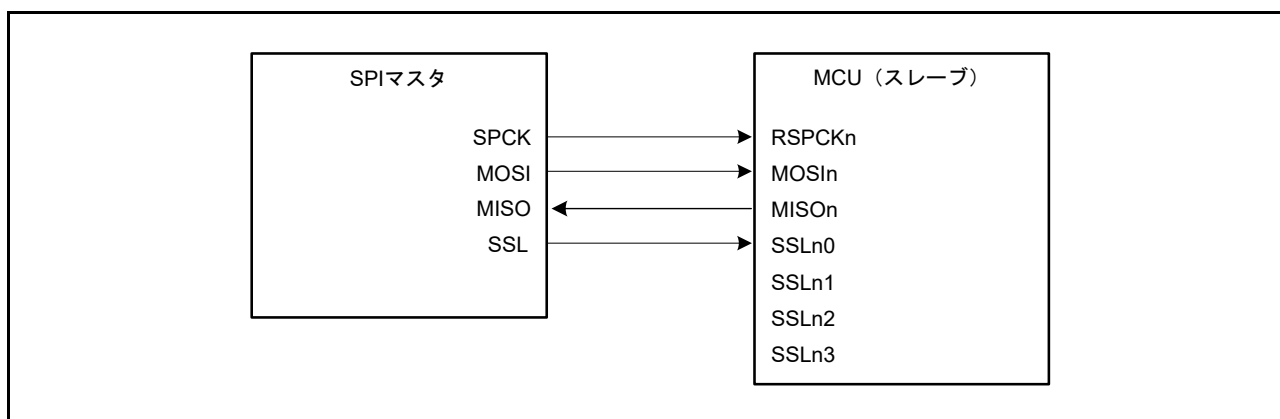 SPIマスタ
SPCK
MOSI
MISO
SSL
MCU（スレーブ）
RSPCKn
MOSIn
MISOn
SSLn0
SSLn1
SSLn2
SSLn3